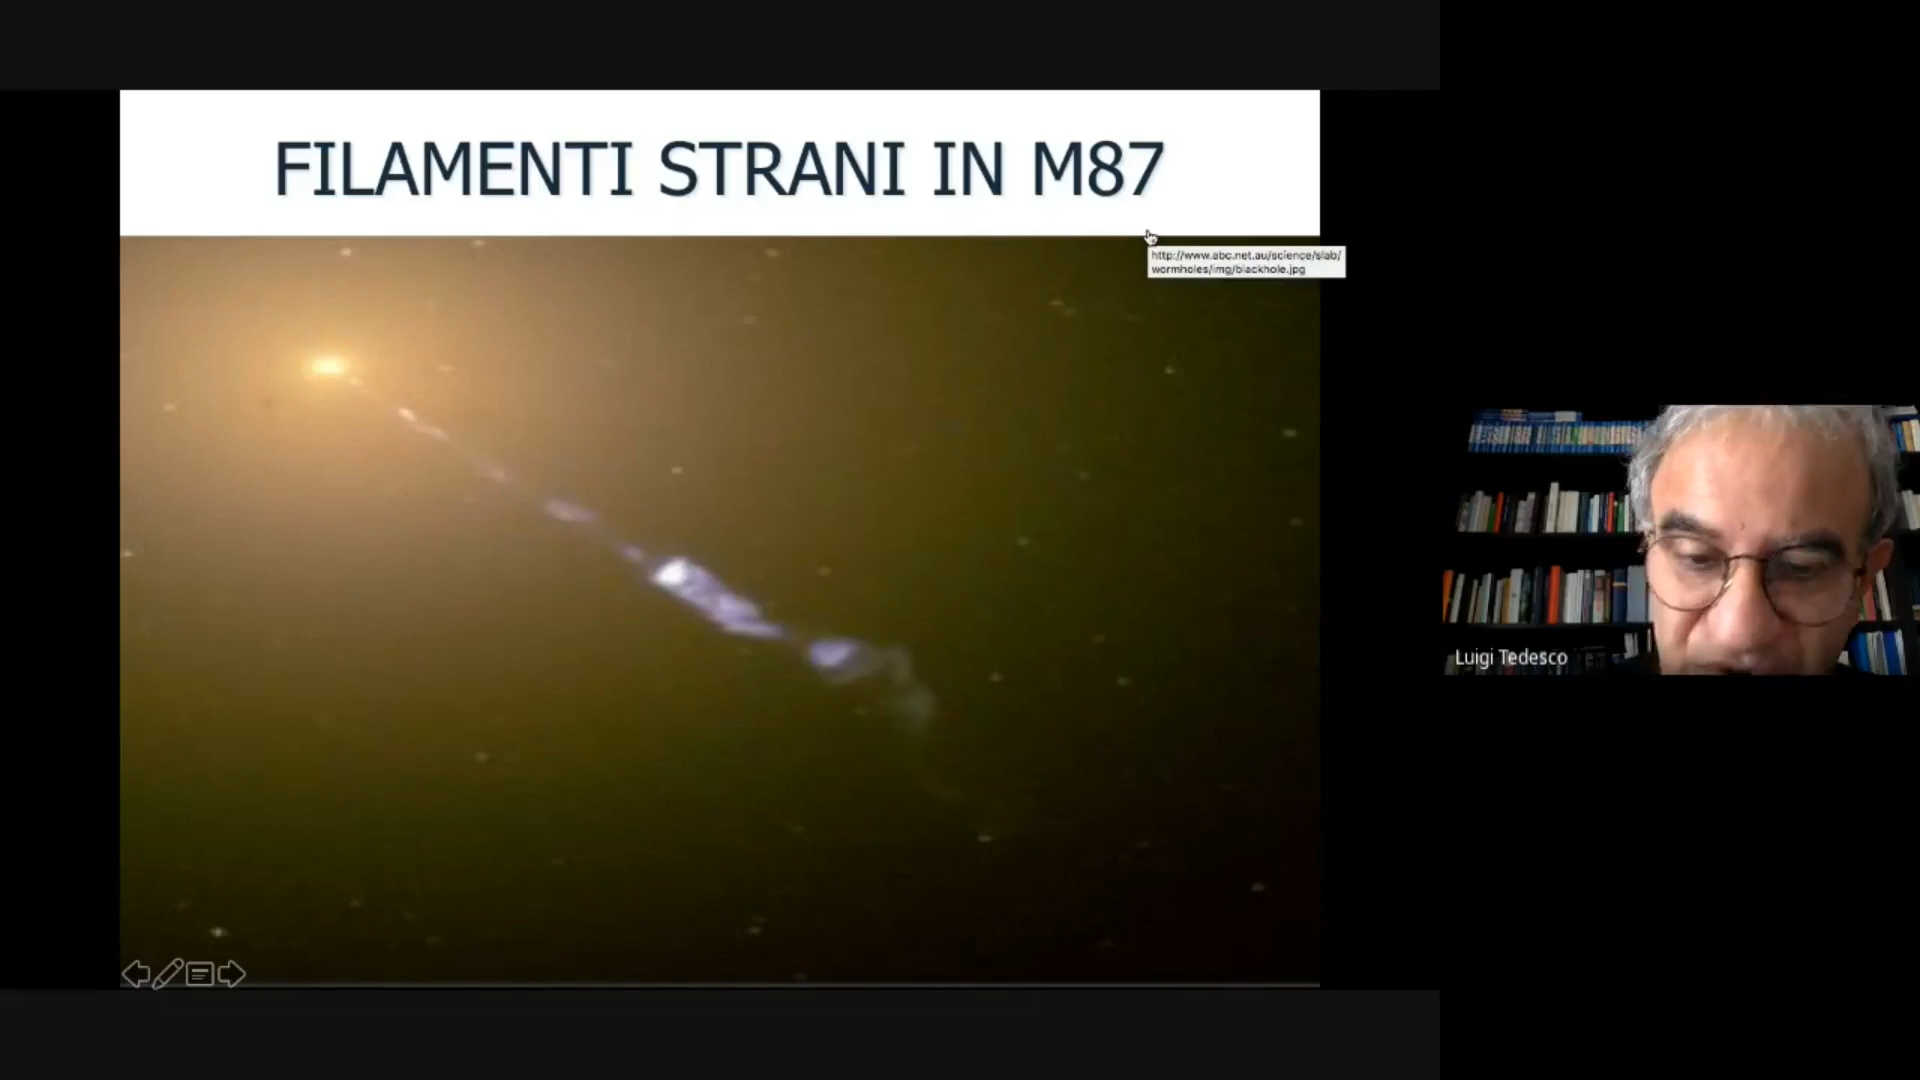 FILAMENTI STRANI IN M87
http://www.abc.net.au/science/slab/
wormholes/img/blackhole.jpg
Luigi Tedesco